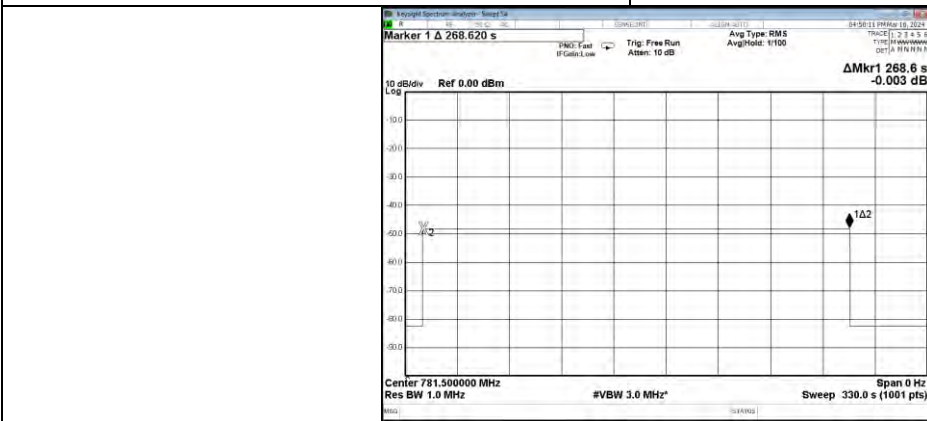 Keysight Spectrum Analyzer - Swept SA
04:50:11 PM Mar 16, 2024
Marker 1 Δ 268.620 s
PNO: Fast
IFGain:Low
Trig: Free Run
Atten: 10 dB
Avg Type: RMS
Avg|Hold: 1/100
TRACE 1 2 3 4 5 6
TYPE
DET A N N N N N
ΔMkr1 268.6 s
-0.003 dB
10 dB/div Ref 0.00 dBm
Log
-10.0
-20.0
-30.0
-40.0
1Δ2
2
-50.0
-60.0
-70.0
-80.0
-90.0
Center 781.500000 MHz
Span 0 Hz
Res BW 1.0 MHz
#VBW 3.0 MHz*
Sweep 330.0 s (1001 pts)
MSG
STATUS